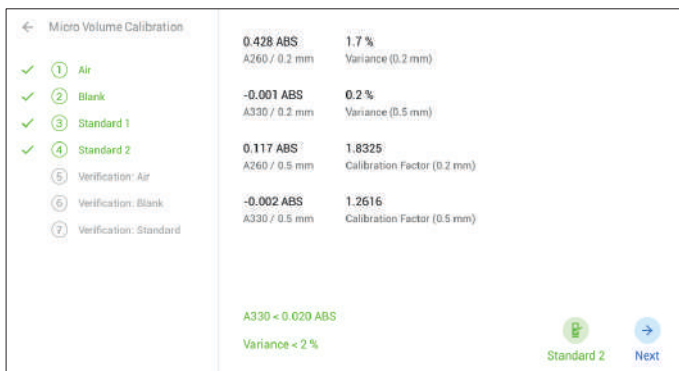 Micro Volume Calibration
1 Air
2 Blank
3 Standard 1
4 Standard 2
5 Verification: Air
6 Verification: Blank
7 Verification: Standard
0.428 ABS
A260 / 0.2 mm
1.7 %
Variance (0.2 mm)
-0.001 ABS
A330 / 0.2 mm
0.2 %
Variance (0.5 mm)
0.117 ABS
A260 / 0.5 mm
1.8325
Calibration Factor (0.2 mm)
-0.002 ABS
A330 / 0.5 mm
1.2616
Calibration Factor (0.5 mm)
A330 < 0.020 ABS
Variance < 2 %
Standard 2
Next